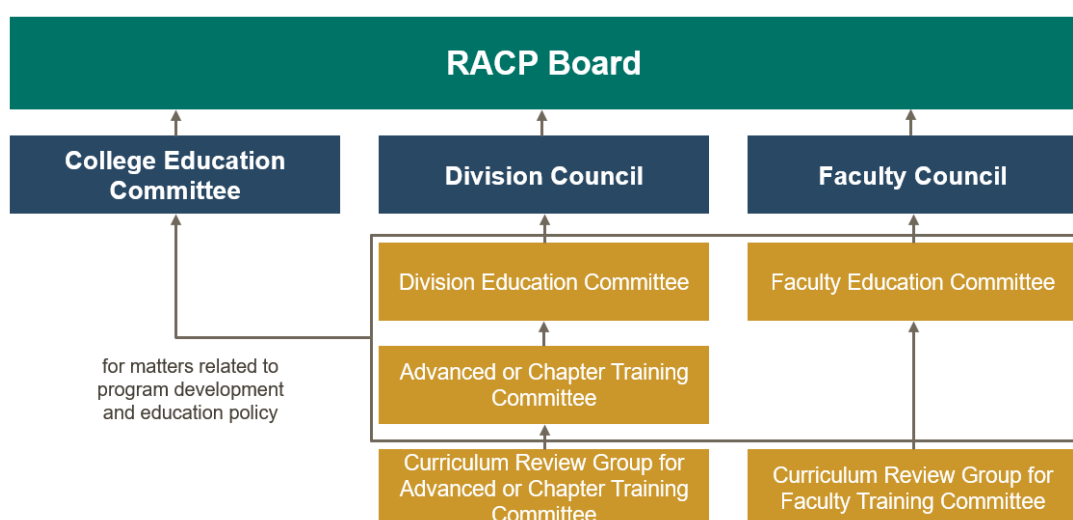 RACP Board
College Education
Committee
Division Council
Faculty Council
Division Education Committee
Faculty Education Committee
for matters related to
program development
and education policy
Advanced or Chapter Training
Committee
Curriculum Review Group for
Advanced or Chapter Training
Committee
Curriculum Review Group for
Faculty Training Committee